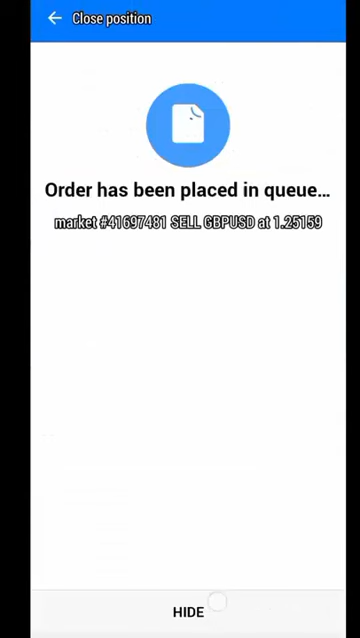 Close position
Order has been placed in queue...
market #41697481 SELL GBPUSD at 1.25159
HIDE